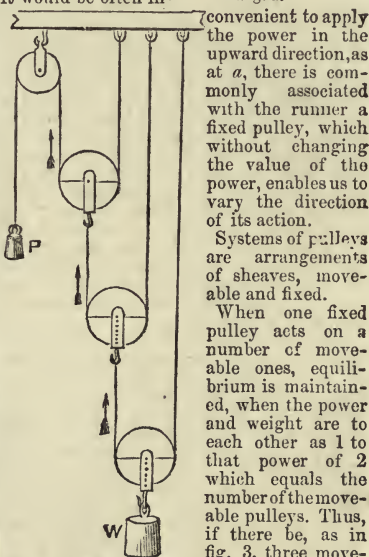 it would be often in
convenient to apply
the power in the
upward direction, as
at a, there is com-
monly associated
with the runner a
fixed pulley, which
without changing
the value of the
power, enables us to
vary the direction
of its action.
Systems of pulleys
are arrangements
of sheaves, move-
able and fixed.
When one fixed
pulley acts on a
number of move-
able ones, equili-
brium is maintain-
ed, when the power
and weight are to
each other as 1 to
that power of 2
which equals the
number of the move-
able pulleys. Thus,
if there be, as in
fig. 3, three move-
P
W